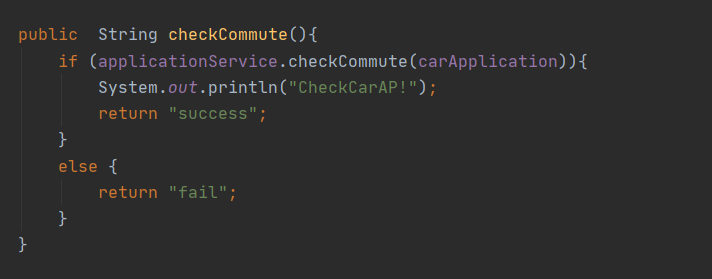 public  String checkCommute(){
    if (applicationService.checkCommute(carApplication)){
        System.out.println("CheckCarAP!");
        return "success";
    }
    else {
        return "fail";
    }
}